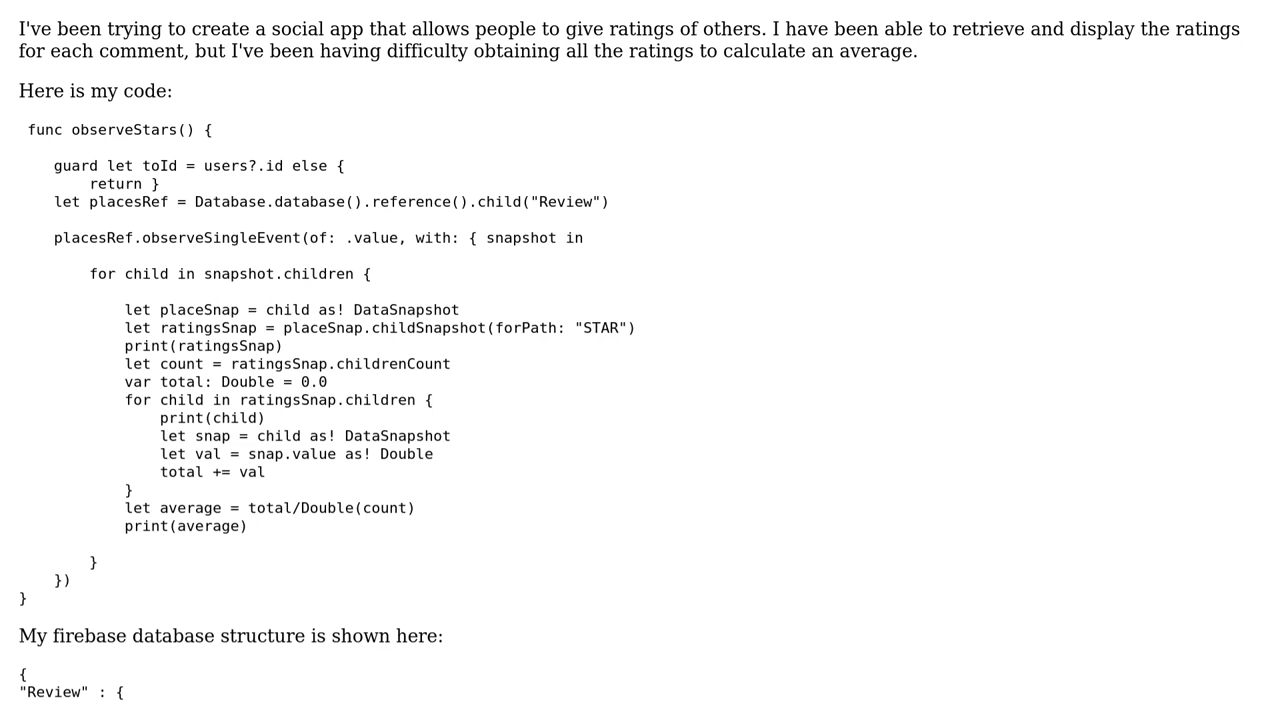 I've been trying to create a social app that allows people to give ratings of others. I have been able to retrieve and display the ratings
for each comment, but I've been having difficulty obtaining all the ratings to calculate an average.
Here is my code:
func observeStars() {
guard let toId = users?.id else {
return }
let placesRef = Database.database().reference().child("Review")
placesRef.observeSingleEvent(of: .value, with: { snapshot in
for child in snapshot.children {
let placeSnap = child as! DataSnapshot
let ratingsSnap = placeSnap.childSnapshot(forPath: "STAR")
print(ratingsSnap)
let count = ratingsSnap.childrenCount
var total: Double = 0.0
for child in ratingsSnap.children {
print(child)
let snap = child as! DataSnapshot
let val = snap.value as! Double
total += val
}
let average = total/Double(count)
print(average)
}
})
}
My firebase database structure is shown here:
{
"Review" : {